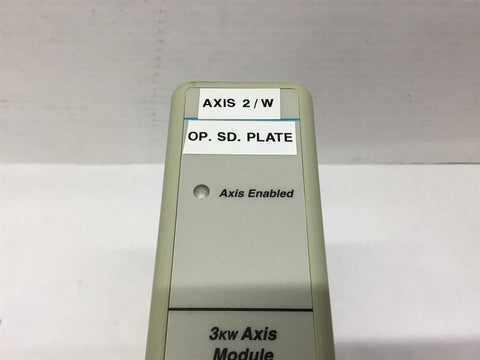 AXIS 2/W
OP. SD. PLATE
Axis Enabled
3KW Axis
Module